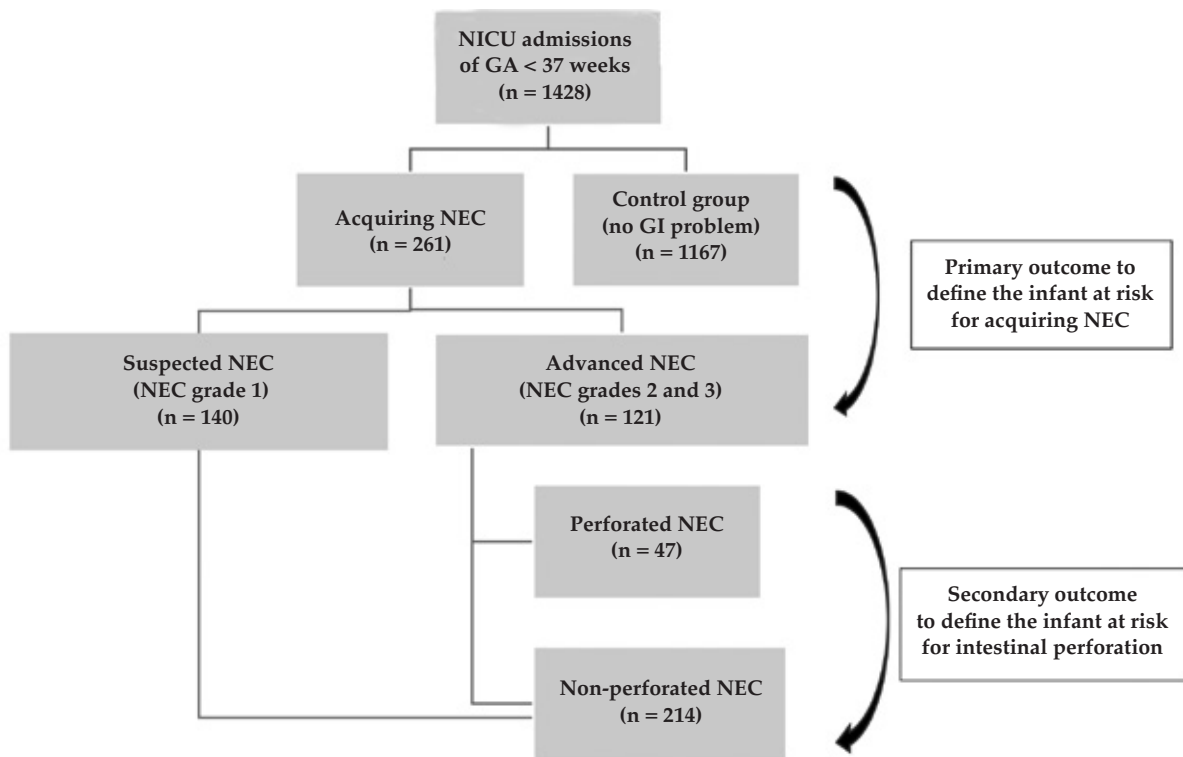 NICU admissions
of GA < 37 weeks
(n = 1428)
Acquiring NEC
(n = 261)
Control group
(no GI problem)
n = 1167)
Primary outcome to
define the infant at risk
for acquiring NEC
Suspected NEC
(NEC grade 1)
n = 140)
Advanced NEC
(NEC grades 2 and 3)
(n = 121)
Perforated NEC
(n = 47)
Secondary outcome
to define the infant at risk
for intestinal perforation
Non-perforated NEC
(n = 214)